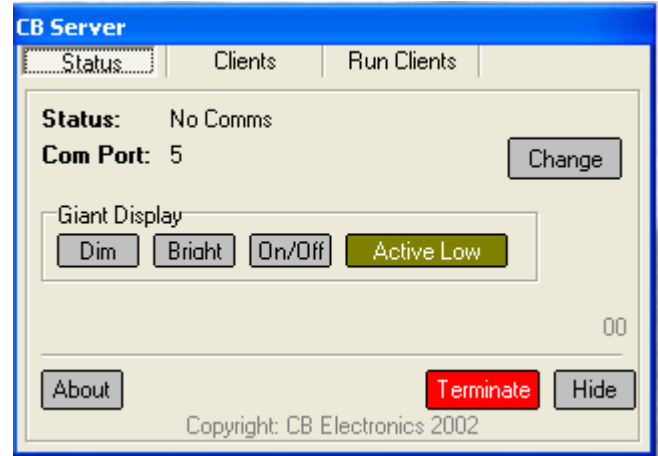 CB Server
Status Clients Run Clients
Status: No Comms
Com Port: 5
Change
Giant Display
Dim Bright On/Off Active Low
00
About Terminate Hide
Copyright: CB Electronics 2002